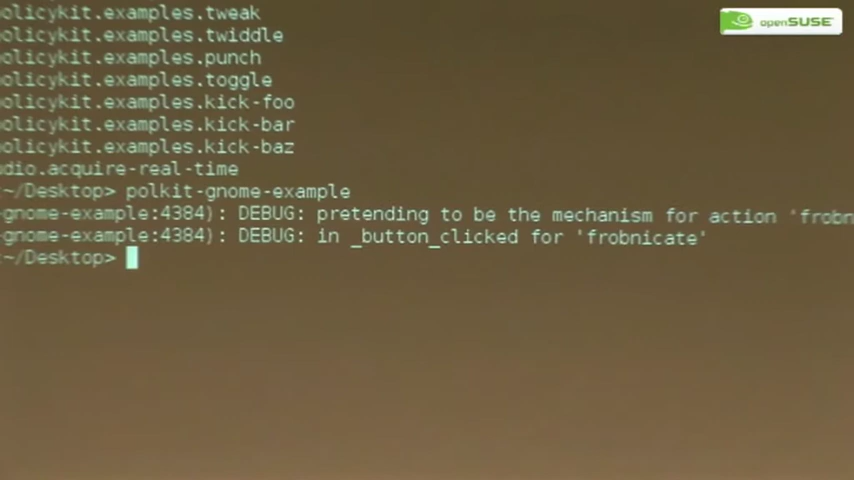 openSUSE
olicykit.examples.tweak
olicykit.examples.twiddle
olicykit.examples.punch
olicykit.examples.toggle
olicykit.examples.kick-foo
olicykit.examples.kick-bar
olicykit.examples.kick-baz
dio.acquire-real-time
:~/Desktop> polkit-gnome-example
-gnome-example:4384): DEBUG: pretending to be the mechanism for action 'frobn
-gnome-example:4384): DEBUG: in _button_clicked for 'frobnicate'
:~/Desktop>